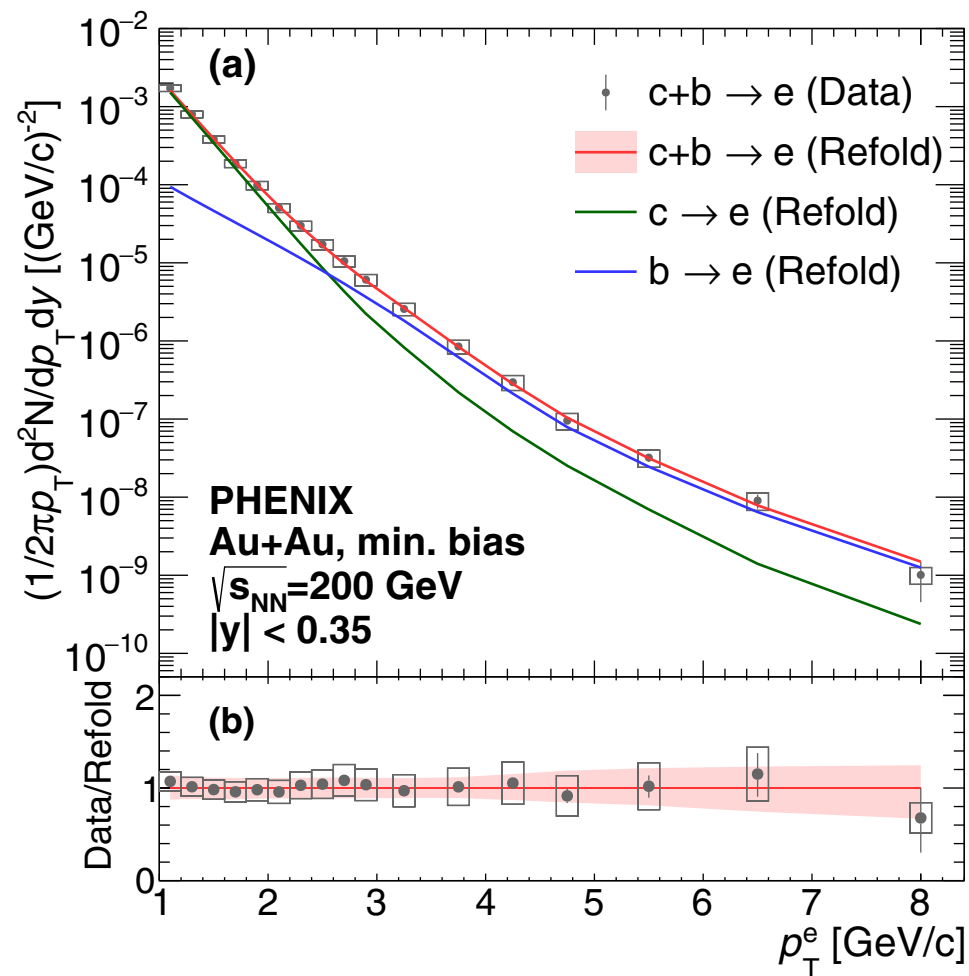 (a)
c+b → e (Data)
c+b → e (Refold)
c → e (Refold)
b → e (Refold)
(1/2πp_T)d²N/dp_Tdy [(GeV/c)⁻²]
10⁻²
10⁻³
10⁻⁴
10⁻⁵
10⁻⁶
10⁻⁷
10⁻⁸
10⁻⁹
10⁻¹⁰
PHENIX
Au+Au, min. bias
√s_NN=200 GeV
|y| < 0.35
(b)
Data/Refold
2
1
0
1 2 3 4 5 6 7 8
p_T^e [GeV/c]